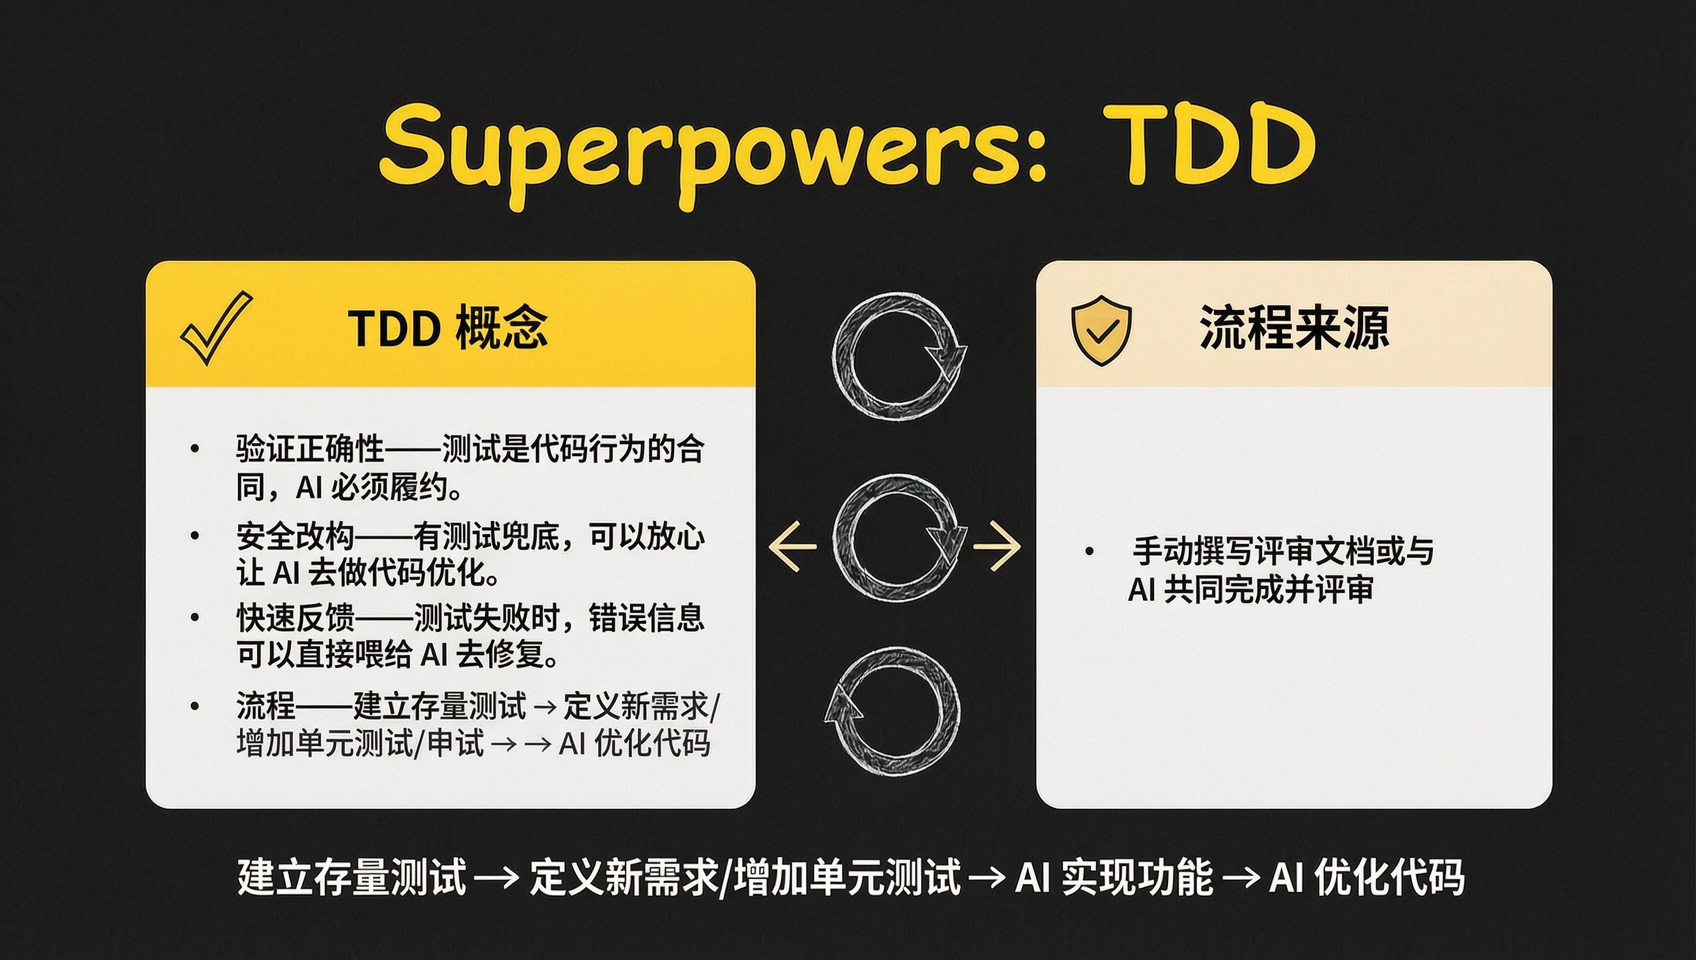 Superpowers: TDD
TDD 概念
• 验证正确性——测试是代码行为的合
同，AI 必须履约。
• 安全改构——有测试兜底，可以放心
让 AI 去做代码优化。
• 快速反馈——测试失败时，错误信息
可以直接喂给 AI 去修复。
• 流程——建立存量测试 → 定义新需求/
增加单元测试/申试 → → AI 优化代码
流程来源
• 手动撰写评审文档或与
AI 共同完成并评审
建立存量测试 → 定义新需求/增加单元测试 → AI 实现功能 → AI 优化代码